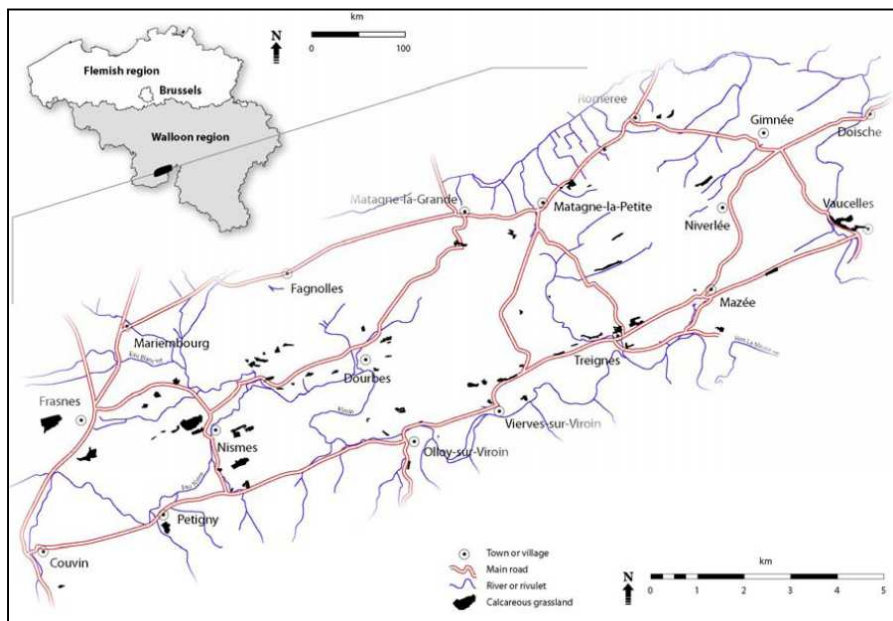 km
N
0
100
Flemish region
Brussels
Walloon region
Romerée
Gimnée
Doische
Matagne-la-Grande
Matagne-la-Petite
Vaucelles
Niverlée
Fagnolles
Mazée
Mariembourg
Treignes
Dourbes
Frasnes
Viroin
Vierves-sur-Viroin
Nismes
Olloy-sur-Viroin
Petigny
Couvin
Town or village
Main road
River or rivulet
Calcareous grassland
km
N
0 1 2 3 4 5